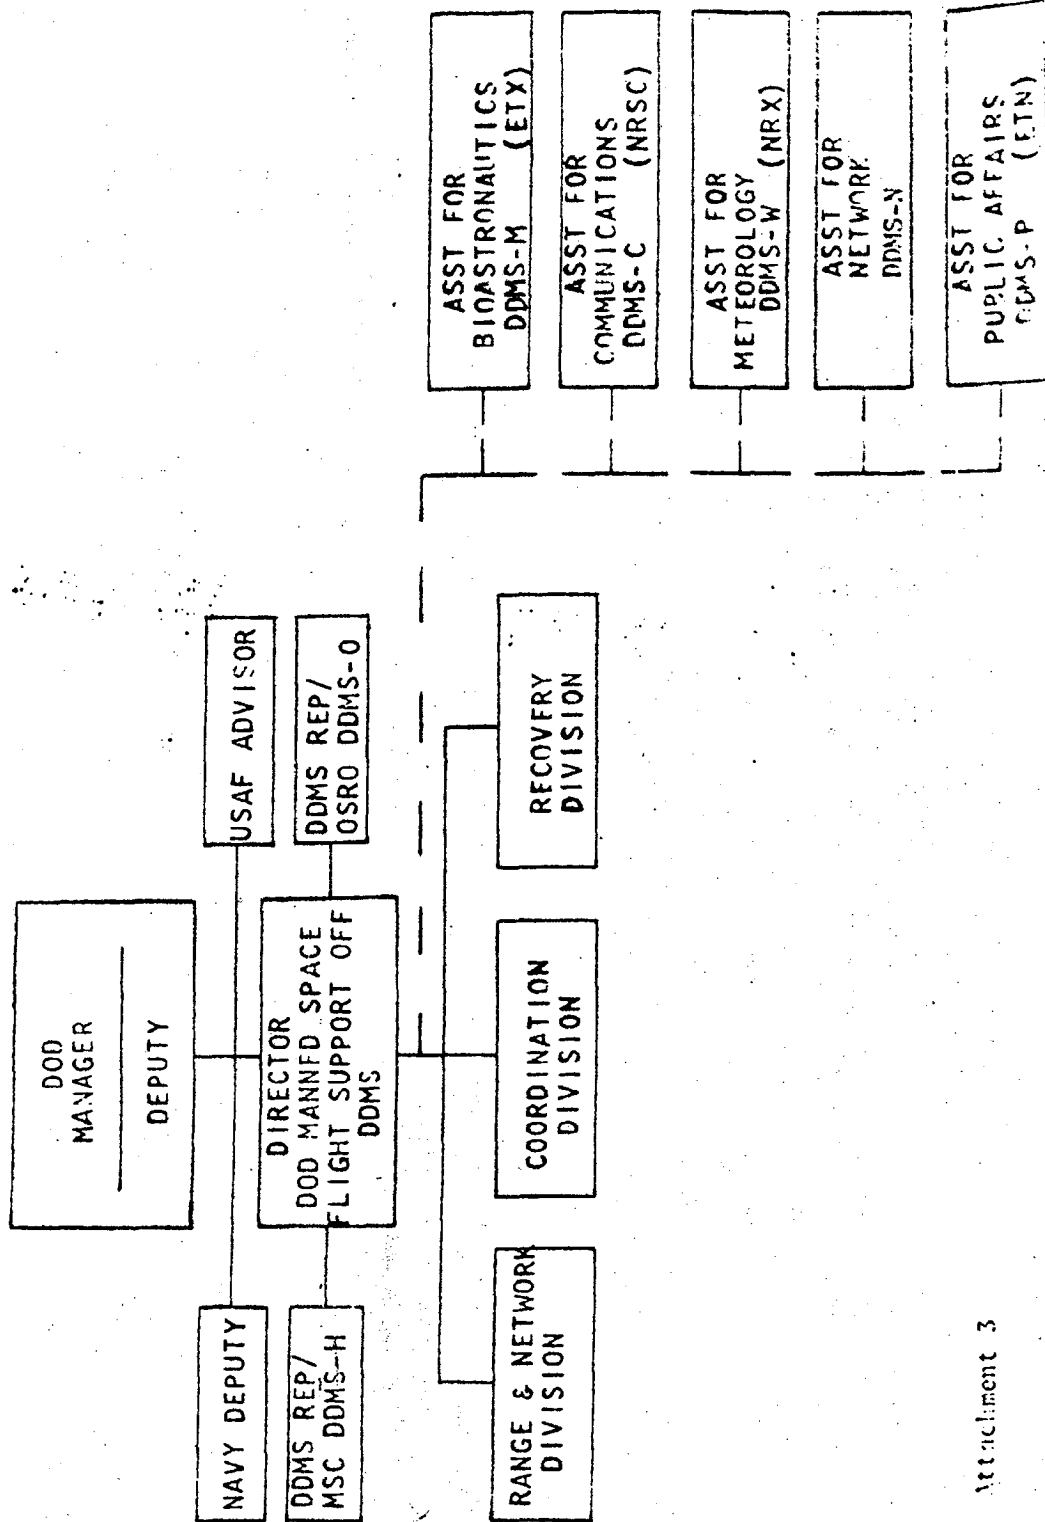 DOD
MANAGER
DEPUTY
NAVY DEPUTY
USAF ADVISOR
DDMS REP/
MSC DDMS-H
DIRECTOR
DOD MANNED SPACE
FLIGHT SUPPORT OFF
DDMS
DDMS REP/
OSRO DDMS-O
RANGE & NETWORK
DIVISION
COORDINATION
DIVISION
RECOVERY
DIVISION
ASST FOR
BIOASTRONAUTICS
DDMS-M (ETX)
ASST FOR
COMMUNICATIONS
DDMS-C (NRSC)
ASST FOR
METEOROLOGY
DDMS-W (NRX)
ASST FOR
NETWORK
DDMS-N
ASST FOR
PUBLIC AFFAIRS
DDMS-P (ETN)
Attachment 3